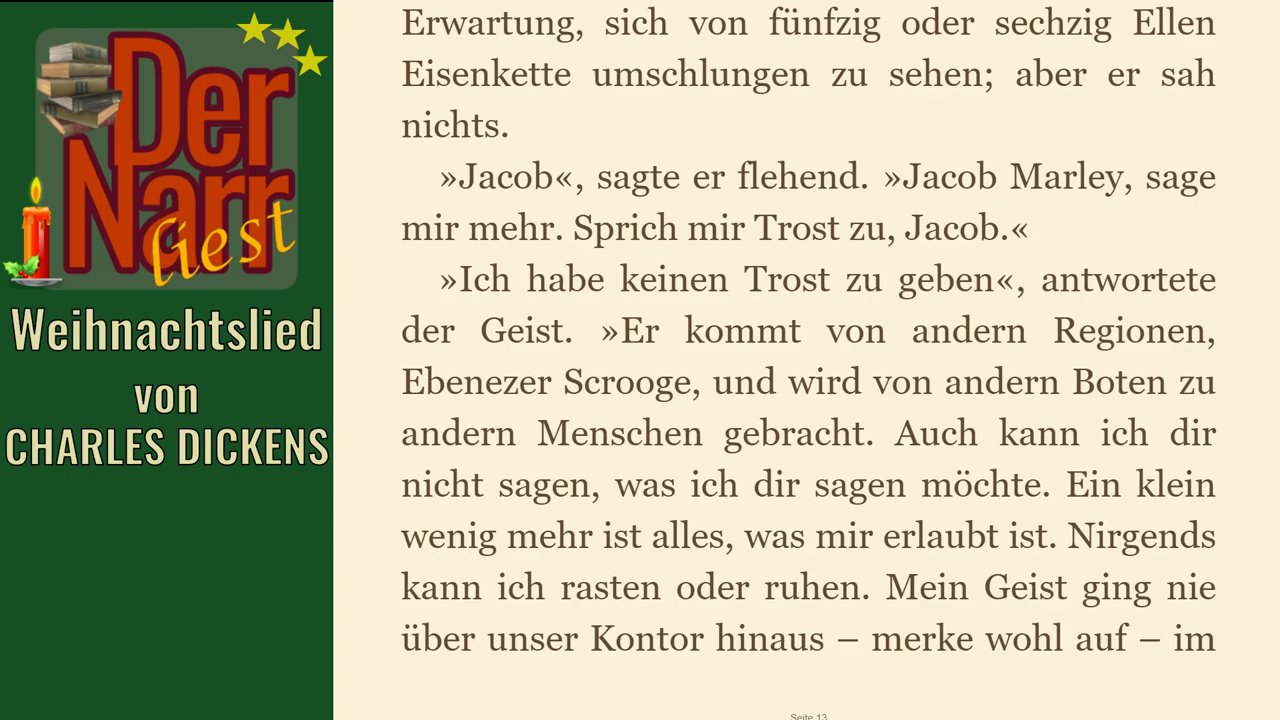 Der
Narr
liest
Weihnachtslied
von
CHARLES DICKENS
Erwartung, sich von fünfzig oder sechzig Ellen
Eisenkette umschlungen zu sehen; aber er sah
nichts.
»Jacob«, sagte er flehend. »Jacob Marley, sage
mir mehr. Sprich mir Trost zu, Jacob.«
»Ich habe keinen Trost zu geben«, antwortete
der Geist. »Er kommt von andern Regionen,
Ebenezer Scrooge, und wird von andern Boten zu
andern Menschen gebracht. Auch kann ich dir
nicht sagen, was ich dir sagen möchte. Ein klein
wenig mehr ist alles, was mir erlaubt ist. Nirgends
kann ich rasten oder ruhen. Mein Geist ging nie
über unser Kontor hinaus – merke wohl auf – im
Seite 13